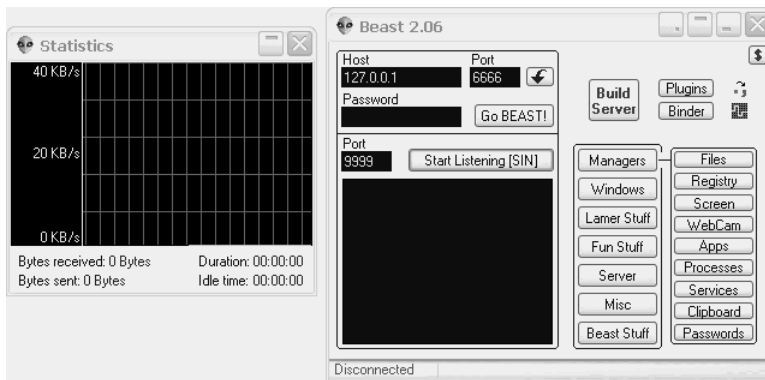 Statistics
40 KB/s
20 KB/s
0 KB/s
Bytes received: 0 Bytes Duration: 00:00:00
Bytes sent: 0 Bytes Idle time: 00:00:00
Beast 2.06
Host Port
127.0.0.1 6666
Password
Go BEAST!
Port
9999 Start Listening [SIN]
Build
Server
Plugins
Binder
$
Managers
Windows
Lamer Stuff
Fun Stuff
Server
Misc
Beast Stuff
Files
Registry
Screen
WebCam
Apps
Processes
Services
Clipboard
Passwords
Disconnected